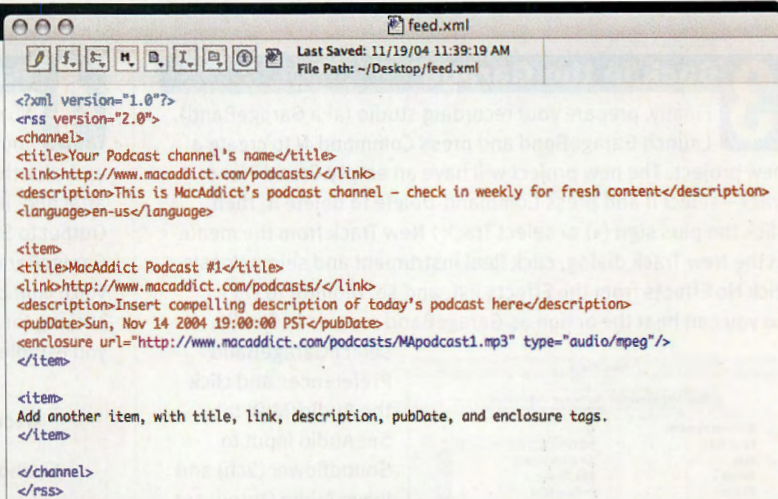 feed.xml
Last Saved: 11/19/04 11:39:19 AM
File Path: ~/Desktop/feed.xml
<?xml version="1.0"?>
<rss version="2.0">
<channel>
<title>Your Podcast channel's name</title>
<link>http://www.macaddict.com/podcasts/</link>
<description>This is MacAddict's podcast channel – check in weekly for fresh content</description>
<language>en-us</language>
<item>
<title>MacAddict Podcast #1</title>
<link>http://www.macaddict.com/podcasts/</link>
<description>Insert compelling description of today's podcast here</description>
<pubDate>Sun, Nov 14 2004 19:00:00 PST</pubDate>
<enclosure url="http://www.macaddict.com/podcasts/MApodcast1.mp3" type="audio/mpeg"/>
</item>
<item>
Add another item, with title, link, description, pubDate, and enclosure tags.
</item>
</channel>
</rss>